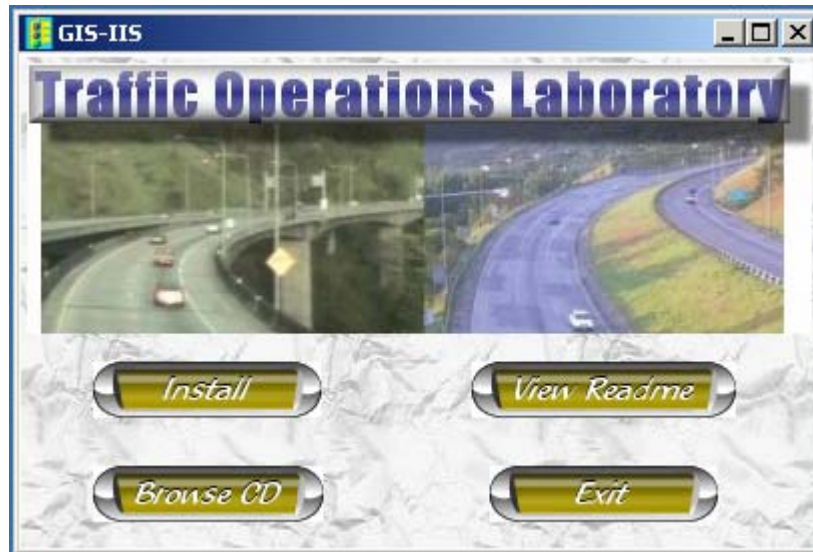 GIS-IIS
Traffic Operations Laboratory
Install
View Readme
Browse CD
Exit